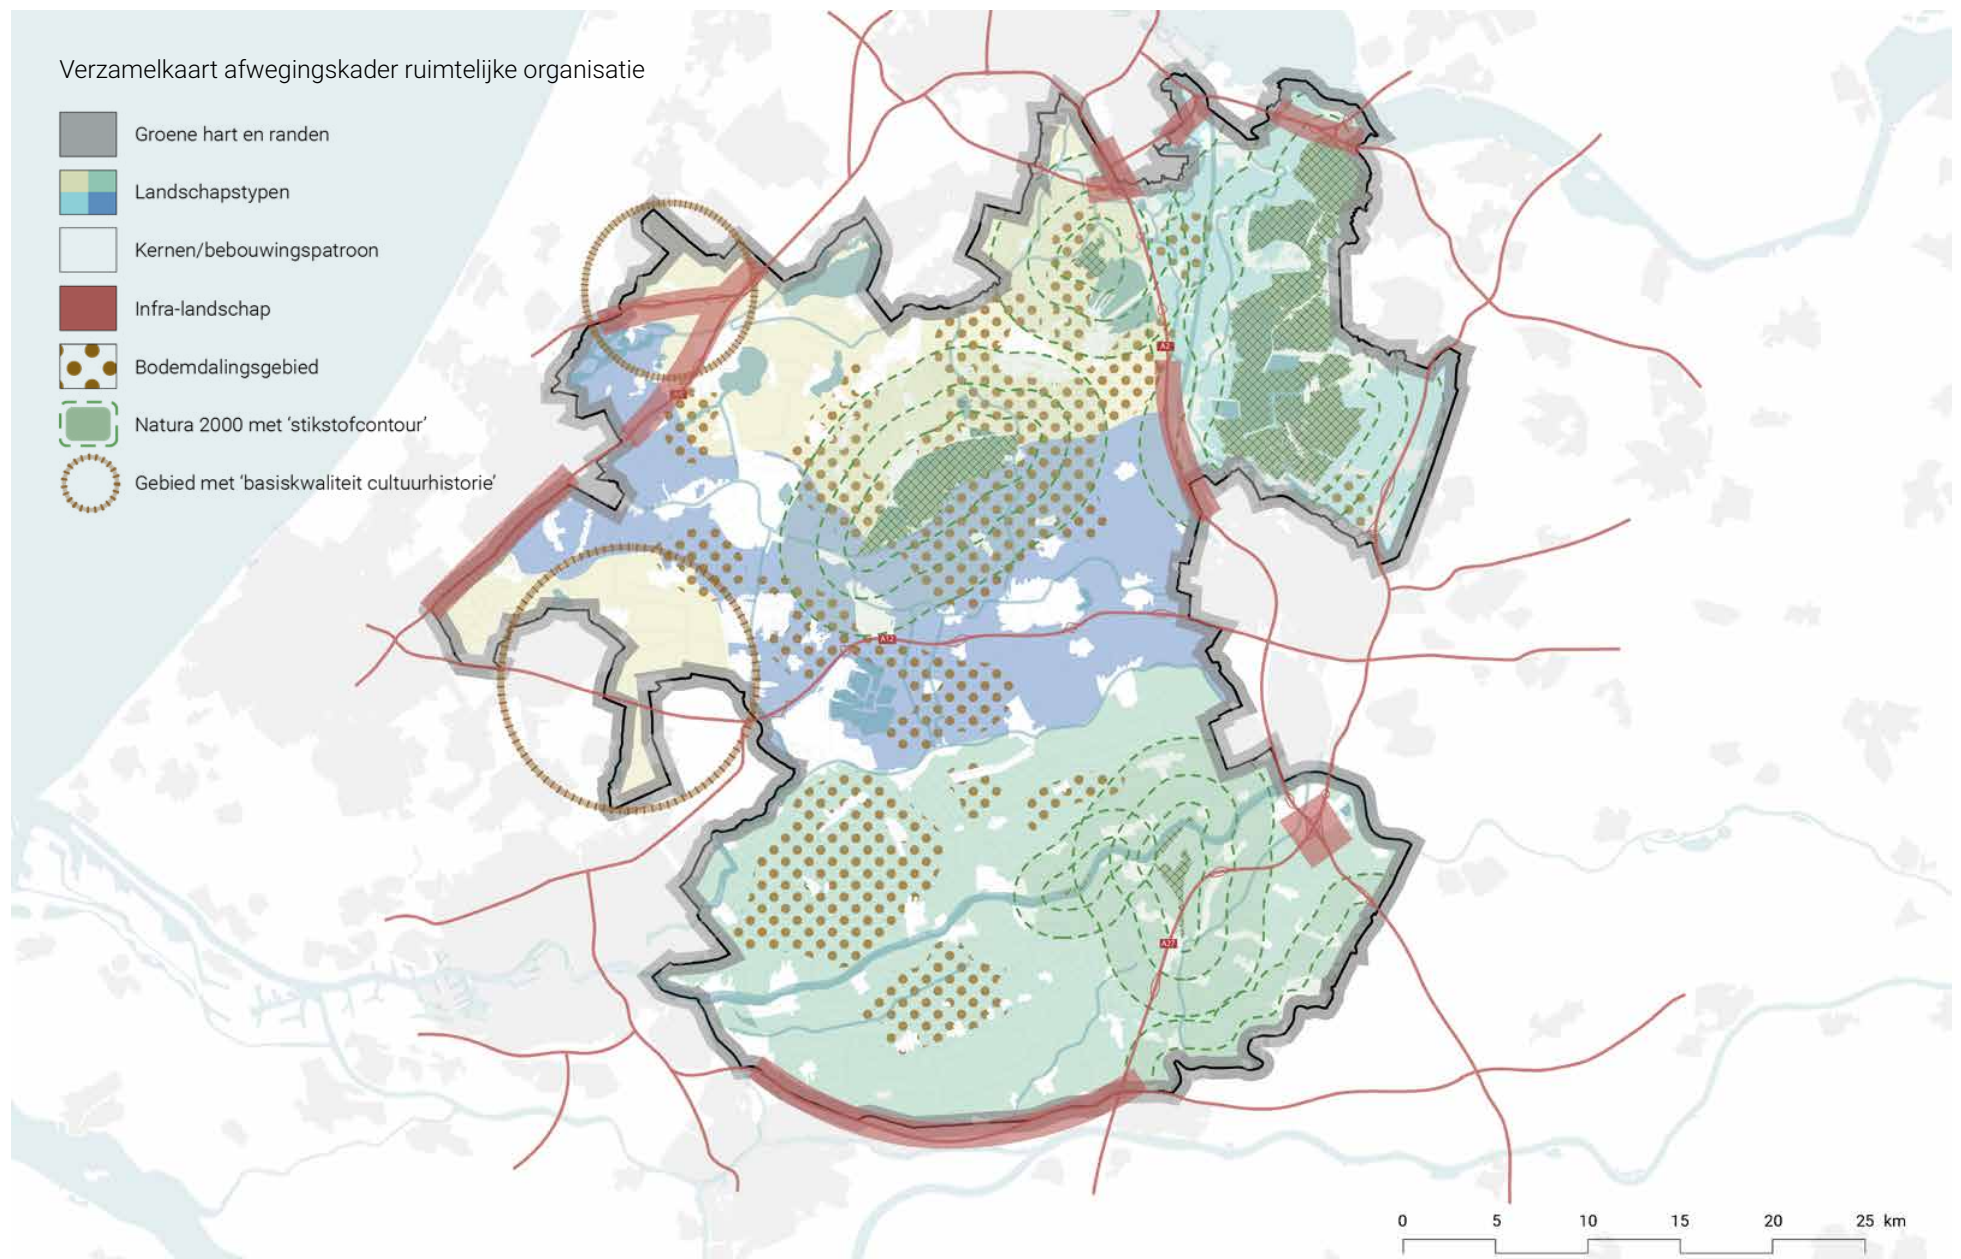 Verzamelkaart afwegingskader ruimtelijke organisatie
Groene hart en randen
Landschapstypen
Kernen/bebouwingspatroon
Infra-landschap
Bodemdalingsgebied
Natura 2000 met ‘stikstofcontour’
Gebied met ‘basiskwaliteit cultuurhistorie’
A2
A12
A27
0 5 10 15 20 25 km